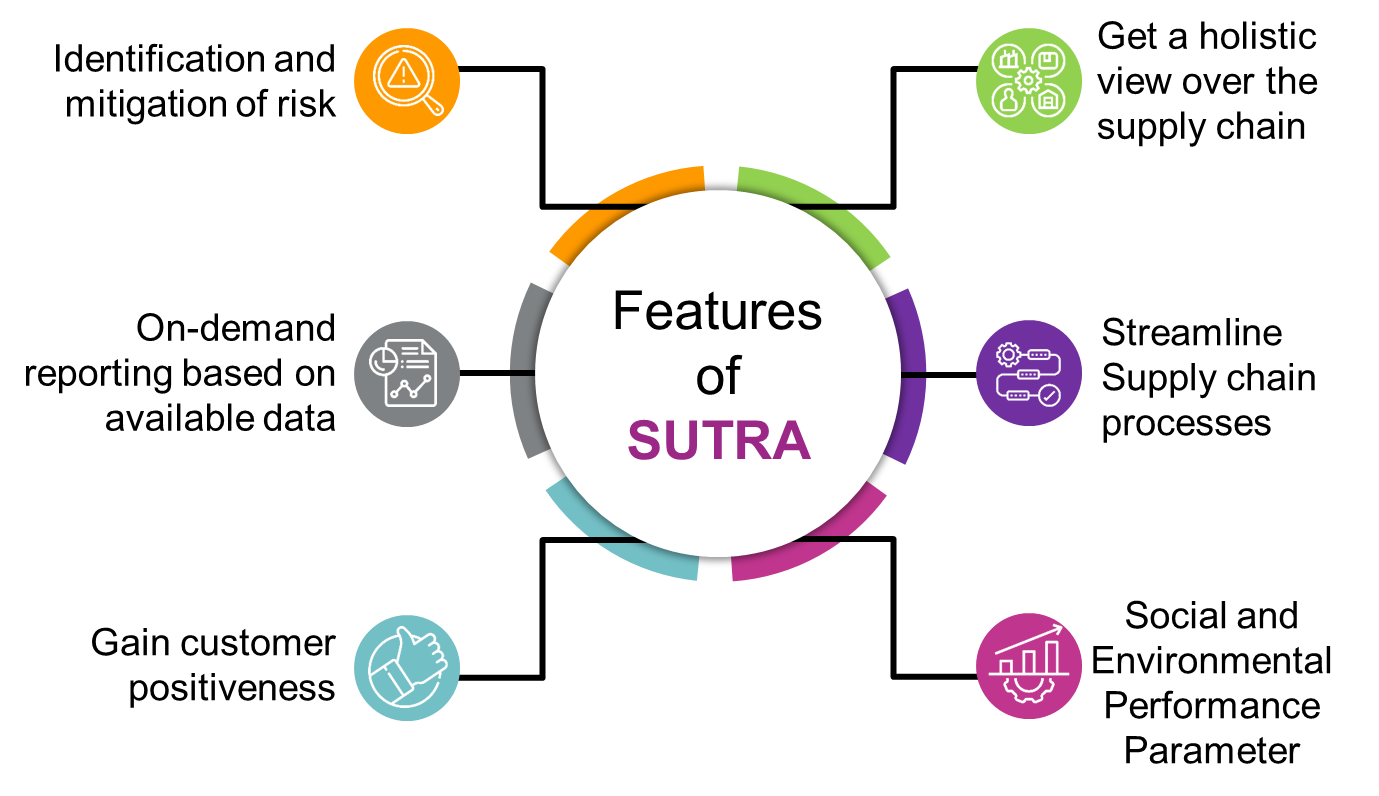 Identification and
mitigation of risk
Get a holistic
view over the
supply chain
Features
of
SUTRA
On-demand
reporting based on
available data
Streamline
Supply chain
processes
Gain customer
positiveness
Social and
Environmental
Performance
Parameter